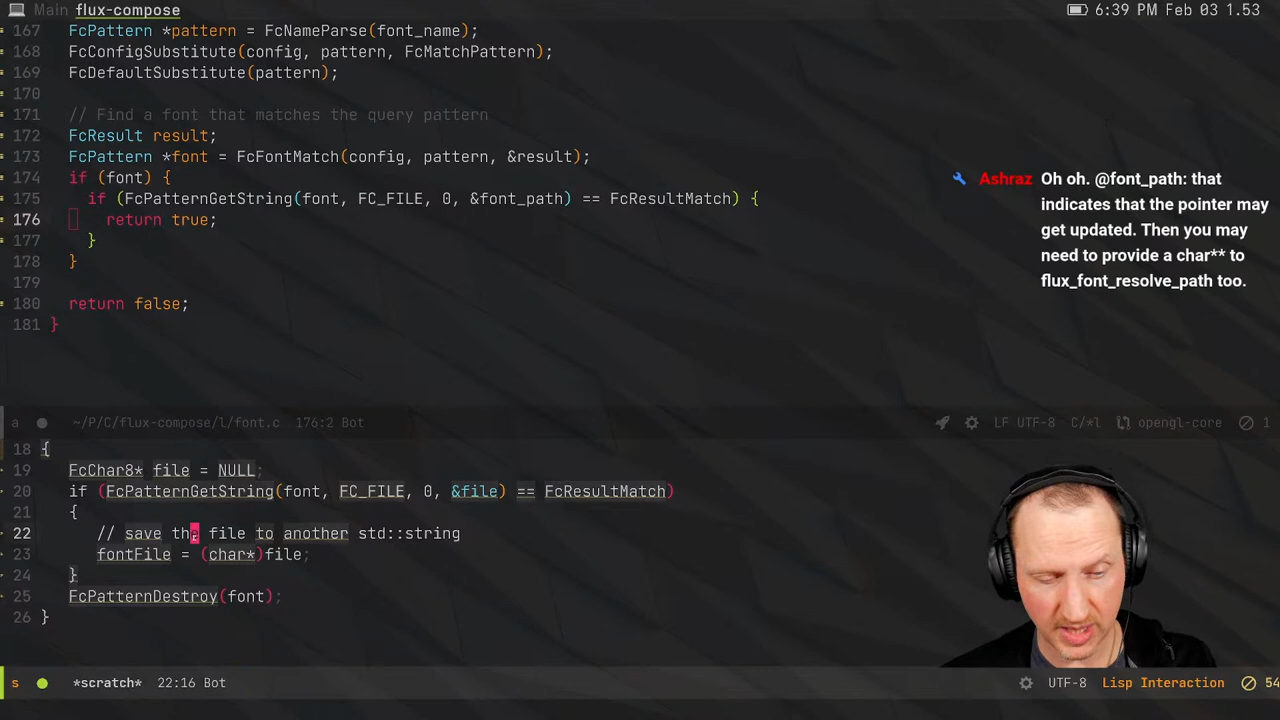 Main flux-compose 6:39 PM Feb 03 1.53
167 FcPattern *pattern = FcNameParse(font_name);
168 FcConfigSubstitute(config, pattern, FcMatchPattern);
169 FcDefaultSubstitute(pattern);
170
171 // Find a font that matches the query pattern
172 FcResult result;
173 FcPattern *font = FcFontMatch(config, pattern, &result);
174 if (font) {
175 if (FcPatternGetString(font, FC_FILE, 0, &font_path) == FcResultMatch) {
176 return true;
177 }
178 }
179
180 return false;
181 }
Ashraz Oh oh. @font_path: that
indicates that the pointer may
get updated. Then you may
need to provide a char** to
flux_font_resolve_path too.
a ~/P/C/flux-compose/l/font.c 176:2 Bot LF UTF-8 C/*l opengl-core 1
18 {
19 FcChar8* file = NULL;
20 if (FcPatternGetString(font, FC_FILE, 0, &file) == FcResultMatch)
21 {
22 // save the file to another std::string
23 fontFile = (char*)file;
24 }
25 FcPatternDestroy(font);
26 }
s *scratch* 22:16 Bot UTF-8 Lisp Interaction 54